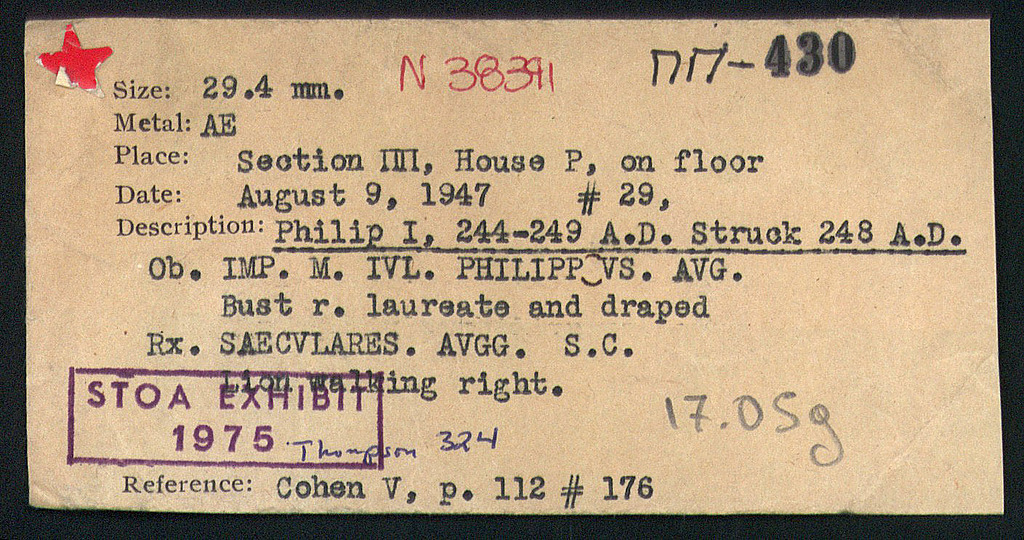 N 38391 ΠΠ-430
Size: 29.4 mm.
Metal: AE
Place: Section ΠΠ, House P, on floor
Date: August 9, 1947 # 29,
Description: Philip I, 244-249 A.D. Struck 248 A.D.
Ob. IMP. M. IVL. PHILIPPVS. AVG.
Bust r. laureate and draped
Rx. SAECVLARES. AVGG. S.C.
Lion walking right.
STOA EXHIBIT
1975 Thompson 324
17.05g
Reference: Cohen V, p. 112 # 176